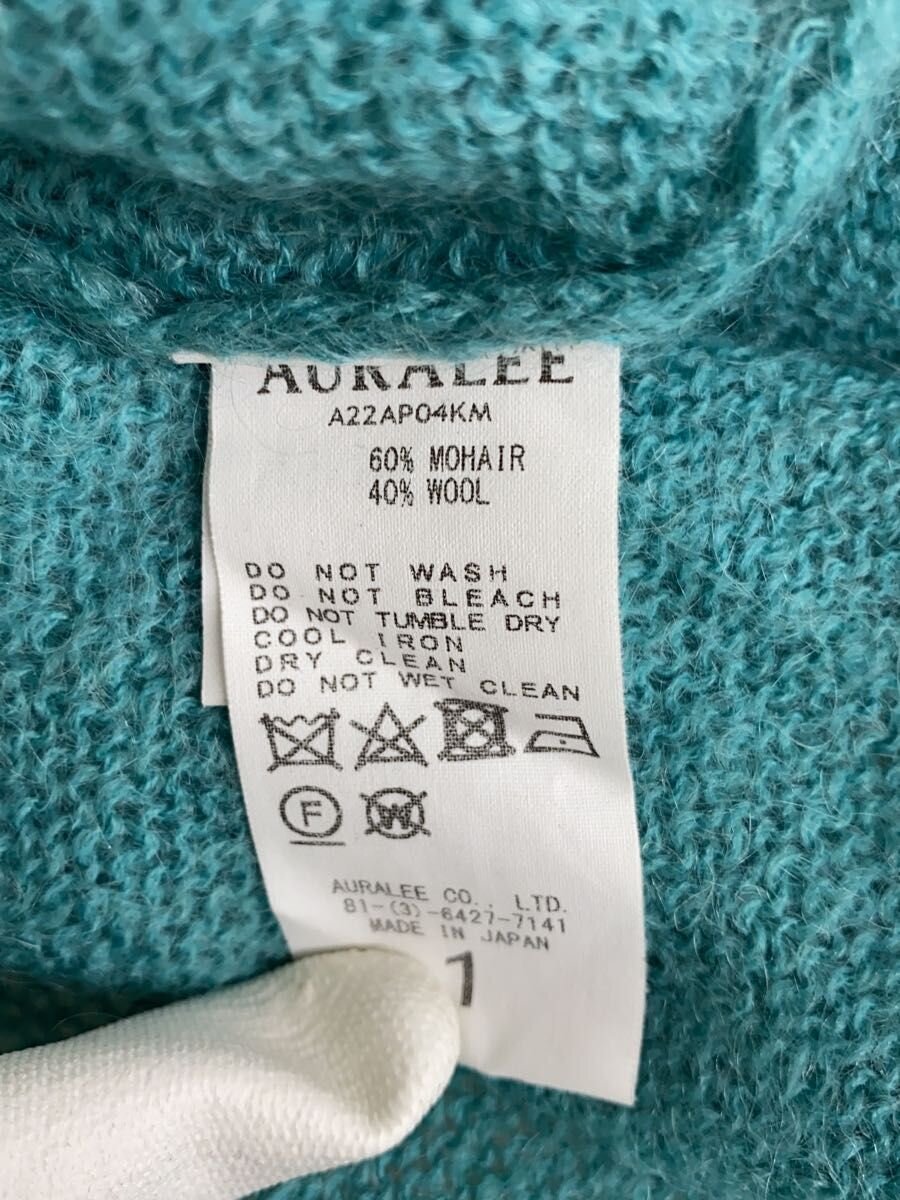 AURALEE
A22AP04KM
60% MOHAIR
40% WOOL
DO NOT WASH
DO NOT BLEACH
DO NOT TUMBLE DRY
COOL IRON
DRY CLEAN
DO NOT WET CLEAN
F W
AURALEE CO., LTD.
81-(3)-6427-7141
MADE IN JAPAN
1